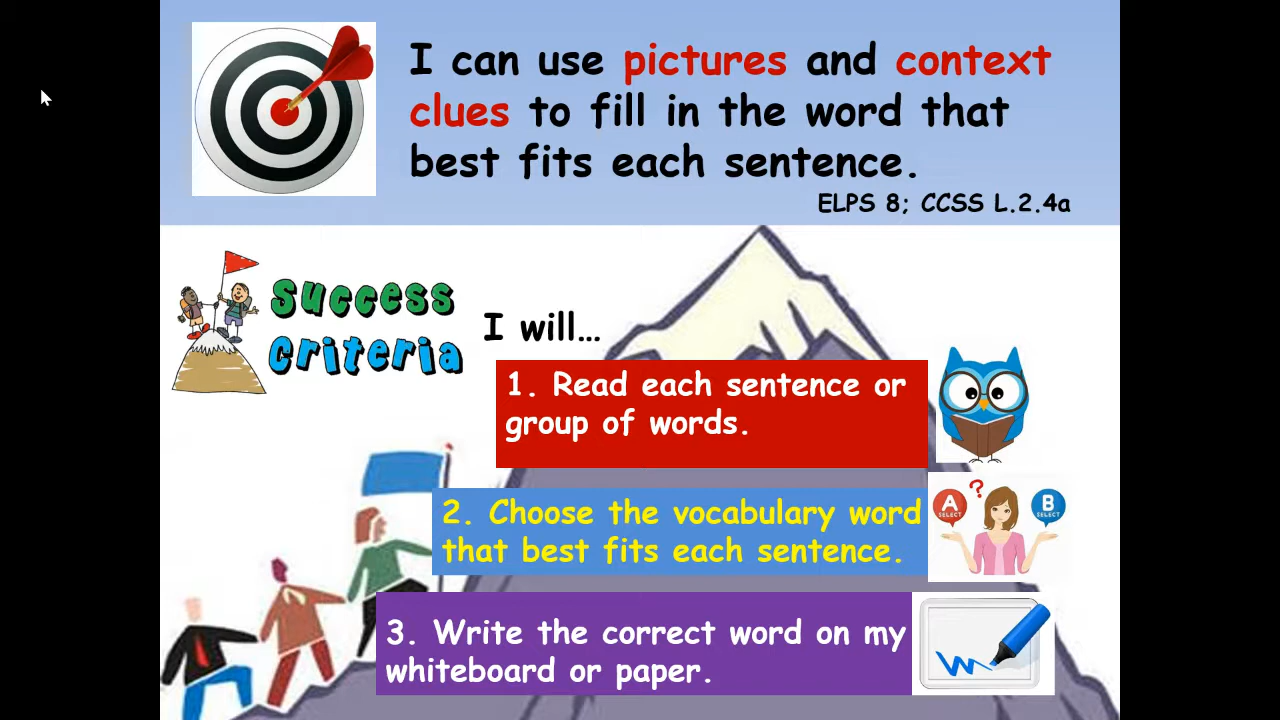 I can use pictures and context
clues to fill in the word that
best fits each sentence.
ELPS 8; CCSS L.2.4a
Success
Criteria
I will...
1. Read each sentence or
group of words.
2. Choose the vocabulary word
that best fits each sentence.
A
SELECT
?
B
SELECT
3. Write the correct word on my
whiteboard or paper.